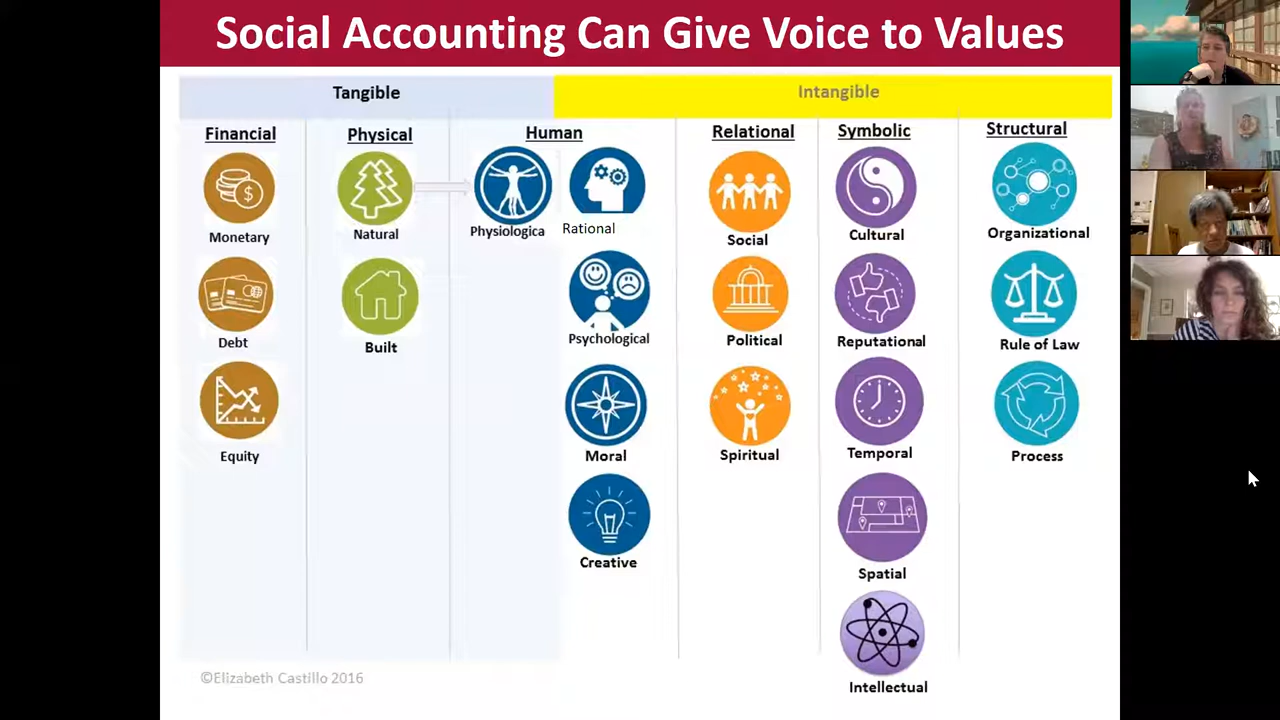 Social Accounting Can Give Voice to Values
Tangible
Intangible
Financial
Physical
Human
Relational
Symbolic
Structural
Monetary
Natural
Physiologica
Rational
Social
Cultural
Organizational
Debt
Built
Psychological
Political
Reputational
Rule of Law
Equity
Moral
Spiritual
Temporal
Process
Creative
Spatial
Intellectual
©Elizabeth Castillo 2016